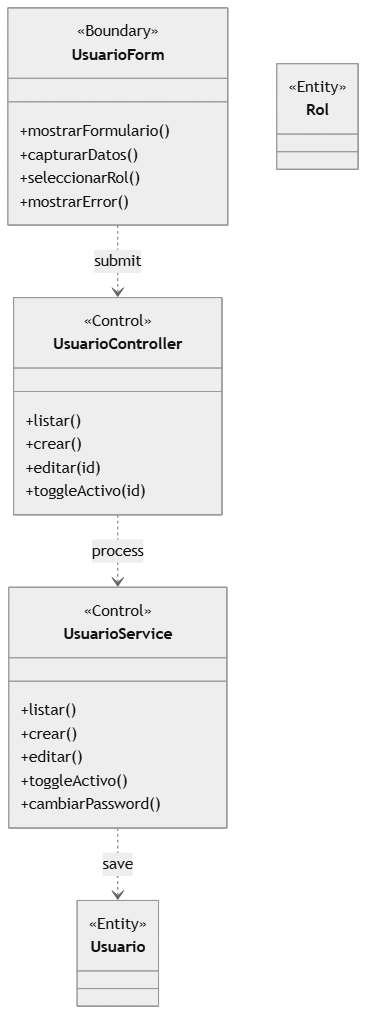 «Boundary»
UsuarioForm
+mostrarFormulario()
+capturarDatos()
+seleccionarRol()
+mostrarError()
«Entity»
Rol
submit
«Control»
UsuarioController
+listar()
+crear()
+editar(id)
+toggleActivo(id)
process
«Control»
UsuarioService
+listar()
+crear()
+editar()
+toggleActivo()
+cambiarPassword()
save
«Entity»
Usuario